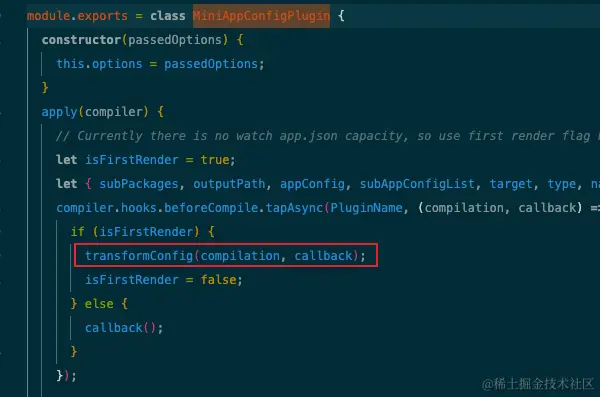 module.exports = class MiniAppConfigPlugin {
constructor(passedOptions) {
this.options = passedOptions;
}
apply(compiler) {
// Currently there is no watch app.json capacity, so use first render flag
let isFirstRender = true;
let { subPackages, outputPath, appConfig, subAppConfigList, target, type, na
compiler.hooks.beforeCompile.tapAsync(PluginName, (compilation, callback) =>
if (isFirstRender) {
transformConfig(compilation, callback);
isFirstRender = false;
} else {
callback();
}
});
@稀土掘金技术社区